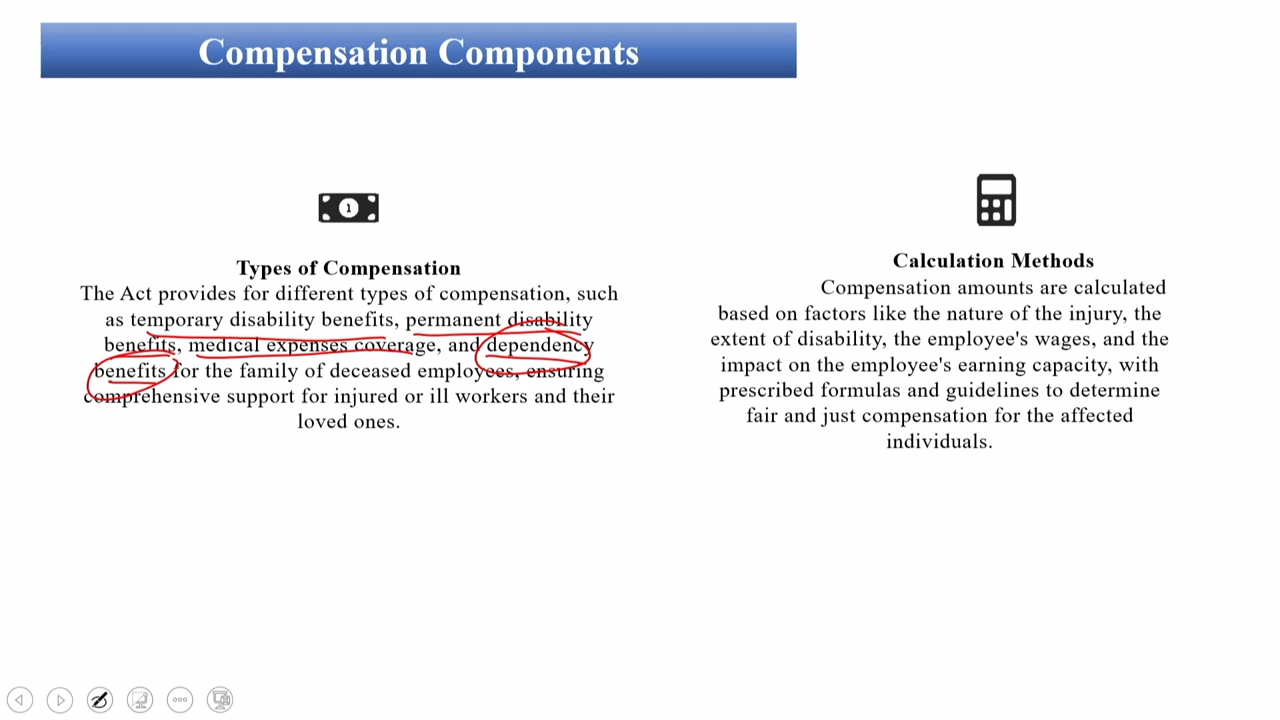 Compensation Components
1
Types of Compensation
The Act provides for different types of compensation, such
as temporary disability benefits, permanent disability
benefits, medical expenses coverage, and dependency
benefits for the family of deceased employees, ensuring
comprehensive support for injured or ill workers and their
loved ones.
Calculation Methods
Compensation amounts are calculated
based on factors like the nature of the injury, the
extent of disability, the employee's wages, and the
impact on the employee's earning capacity, with
prescribed formulas and guidelines to determine
fair and just compensation for the affected
individuals.